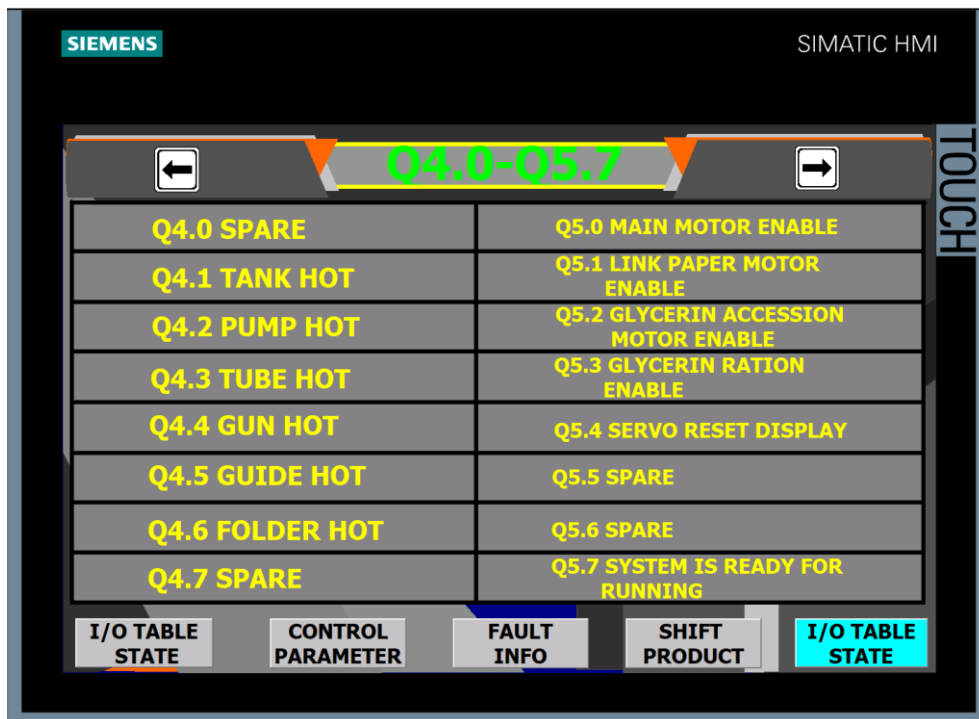 SIEMENS
SIMATIC HMI
TOUCH
Q4.0-Q5.7
Q4.0 SPARE
Q5.0 MAIN MOTOR ENABLE
Q4.1 TANK HOT
Q5.1 LINK PAPER MOTOR
ENABLE
Q4.2 PUMP HOT
Q5.2 GLYCERIN ACCESSION
MOTOR ENABLE
Q4.3 TUBE HOT
Q5.3 GLYCERIN RATION
ENABLE
Q4.4 GUN HOT
Q5.4 SERVO RESET DISPLAY
Q4.5 GUIDE HOT
Q5.5 SPARE
Q4.6 FOLDER HOT
Q5.6 SPARE
Q4.7 SPARE
Q5.7 SYSTEM IS READY FOR
RUNNING
I/O TABLE
STATE
CONTROL
PARAMETER
FAULT
INFO
SHIFT
PRODUCT
I/O TABLE
STATE